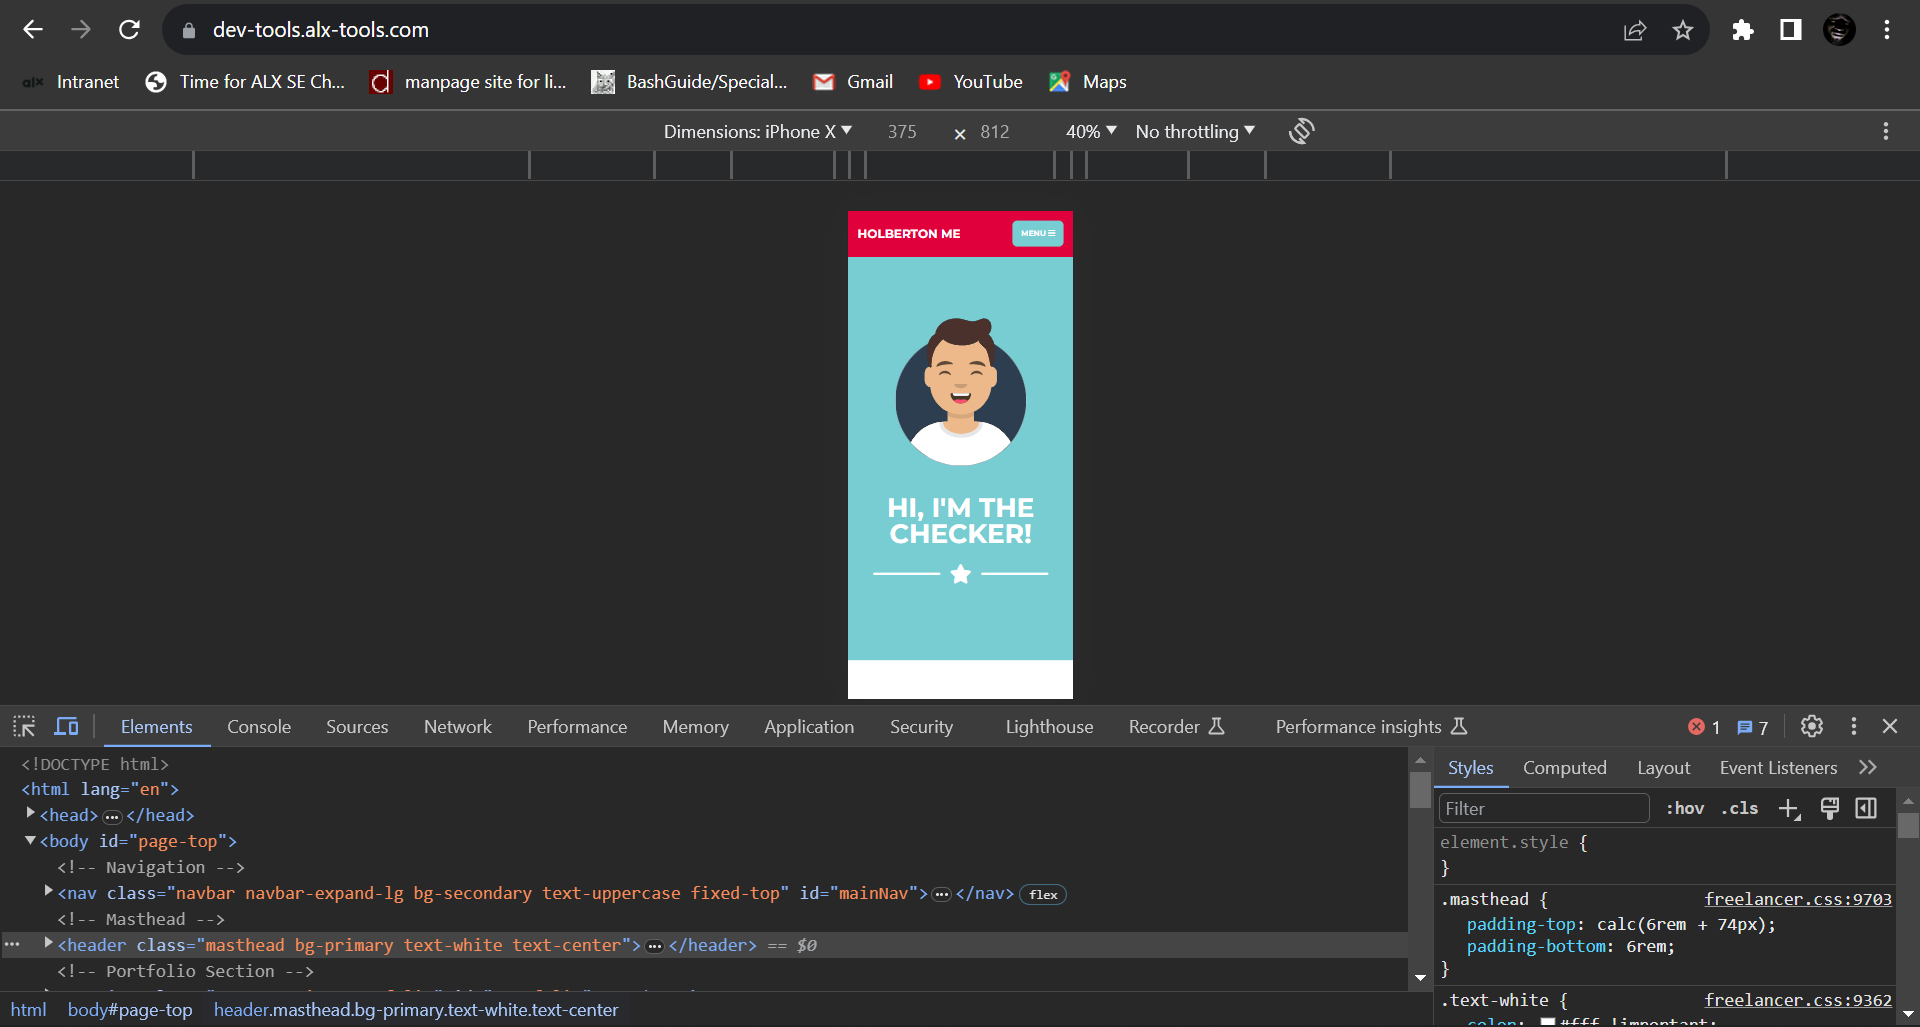 dev-tools.alx-tools.com
alx Intranet Time for ALX SE Ch... d manpage site for li... BashGuide/Special... Gmail YouTube Maps
Dimensions: iPhone X 375 × 812 40% No throttling
HOLBERTON ME MENU
HI, I'M THE
CHECKER!
Elements Console Sources Network Performance Memory Application Security Lighthouse Recorder Performance insights 1 7
<!DOCTYPE html>
<html lang="en">
<head> ••• </head>
<body id="page-top">
<!-- Navigation -->
<nav class="navbar navbar-expand-lg bg-secondary text-uppercase fixed-top" id="mainNav"> ••• </nav> flex
<!-- Masthead -->
<header class="masthead bg-primary text-white text-center"> ••• </header> == $0
<!-- Portfolio Section -->
html body#page-top header.masthead.bg-primary.text-white.text-center
Styles Computed Layout Event Listeners
Filter :hov .cls
element.style {
}
.masthead { freelancer.css:9703
padding-top: calc(6rem + 74px);
padding-bottom: 6rem;
}
.text-white { freelancer.css:9362
color: #fff !important;